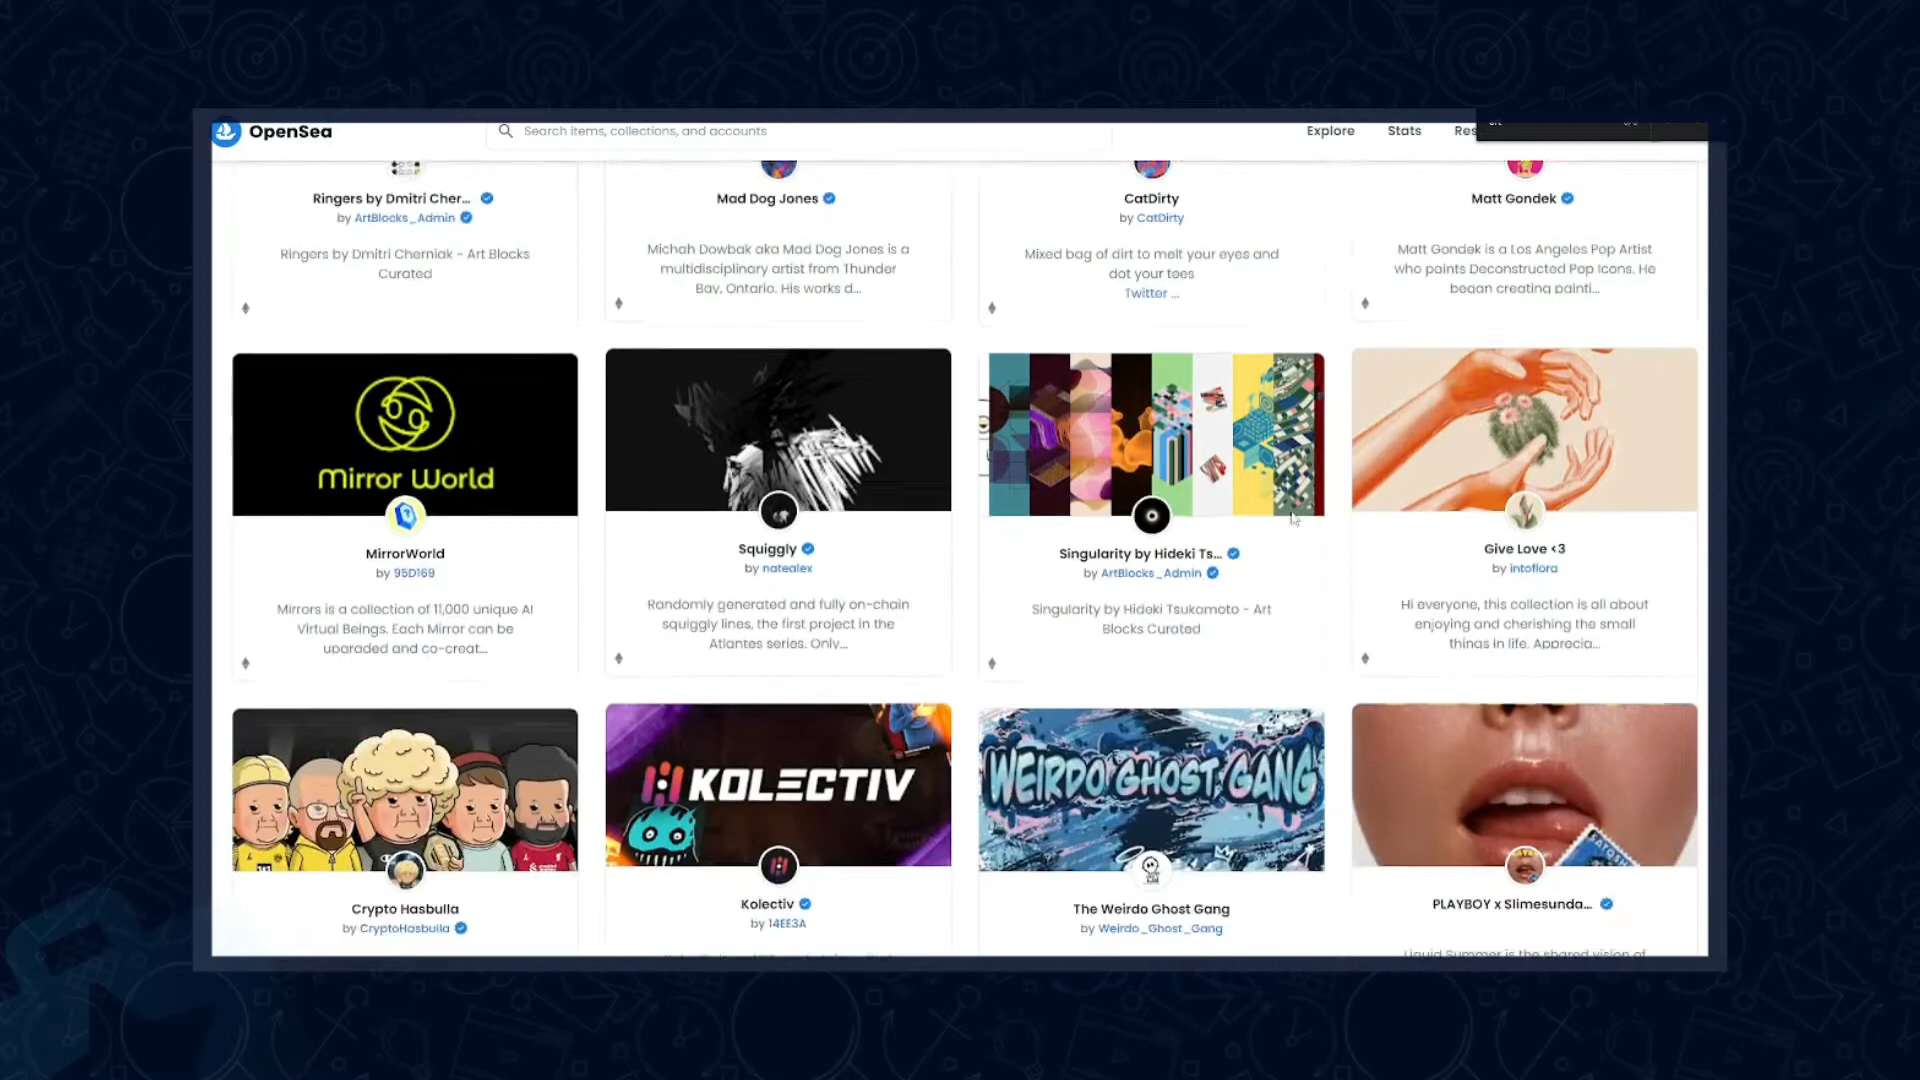 OpenSea
Search items, collections, and accounts
Explore
Stats
Res
Ringers by Dmitri Cher...
by ArtBlocks_Admin
Ringers by Dmitri Cherniak - Art Blocks
Curated
Mad Dog Jones
Michah Dowbak aka Mad Dog Jones is a
multidisciplinary artist from Thunder
Bay, Ontario. His works d...
CatDirty
by CatDirty
Mixed bag of dirt to melt your eyes and
dot your toes
Twitter ...
Matt Gondek
Matt Gondek is a Los Angeles Pop Artist
who paints Deconstructed Pop Icons. He
began creating painti...
Mirror World
MirrorWorld
by 95D169
Mirrors is a collection of 11,000 unique AI
Virtual Beings. Each Mirror can be
upgraded and co-creat...
Squiggly
by natealex
Randomly generated and fully on-chain
squiggly lines, the first project in the
Atlantes series. Only...
Singularity by Hideki Ts...
by ArtBlocks_Admin
Singularity by Hideki Tsukamoto - Art
Blocks Curated
Give Love <3
by intoflora
Hi everyone, this collection is all about
enjoying and cherishing the small
things in life. Apprecia...
Crypto Hasbulla
by CryptoHasbulla
KOLECTIV
Kolectiv
by 14EE3A
WEIRDO GHOST GANG
The Weirdo Ghost Gang
by Weirdo_Ghost_Gang
PLAYBOY x Slimesunda...
Liquid Summer is the shared vision of